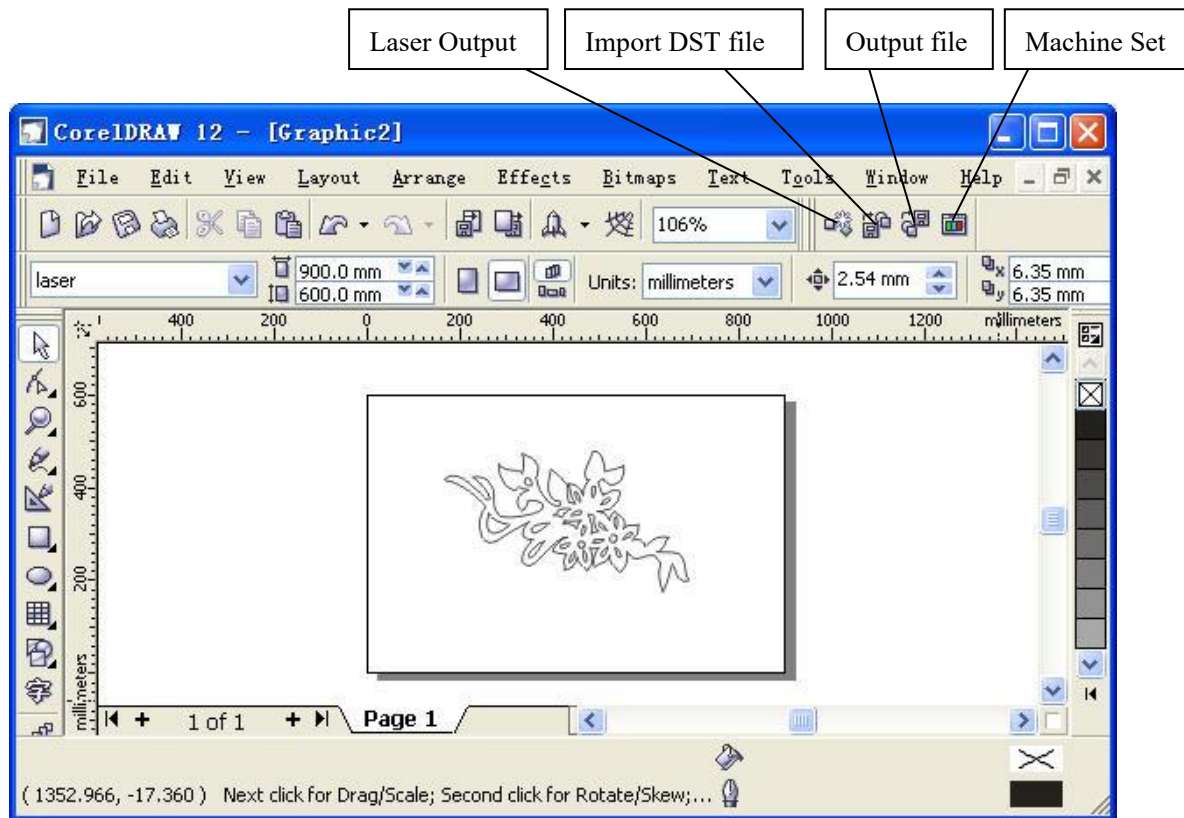 Laser Output
Import DST file
Output file
Machine Set
CorelDRAW 12 - [Graphic2]
File Edit View Layout Arrange Effects Bitmaps Text Tools Window Help
106%
laser
900.0 mm
600.0 mm
Units: millimeters
2.54 mm
x 6.35 mm
y 6.35 mm
400 200 0 200 400 600 800 1000 1200 millimeters
600
400
200
millimeters
字
1 of 1
Page 1
( 1352.966, -17.360 ) Next click for Drag/Scale; Second click for Rotate/Skew;...